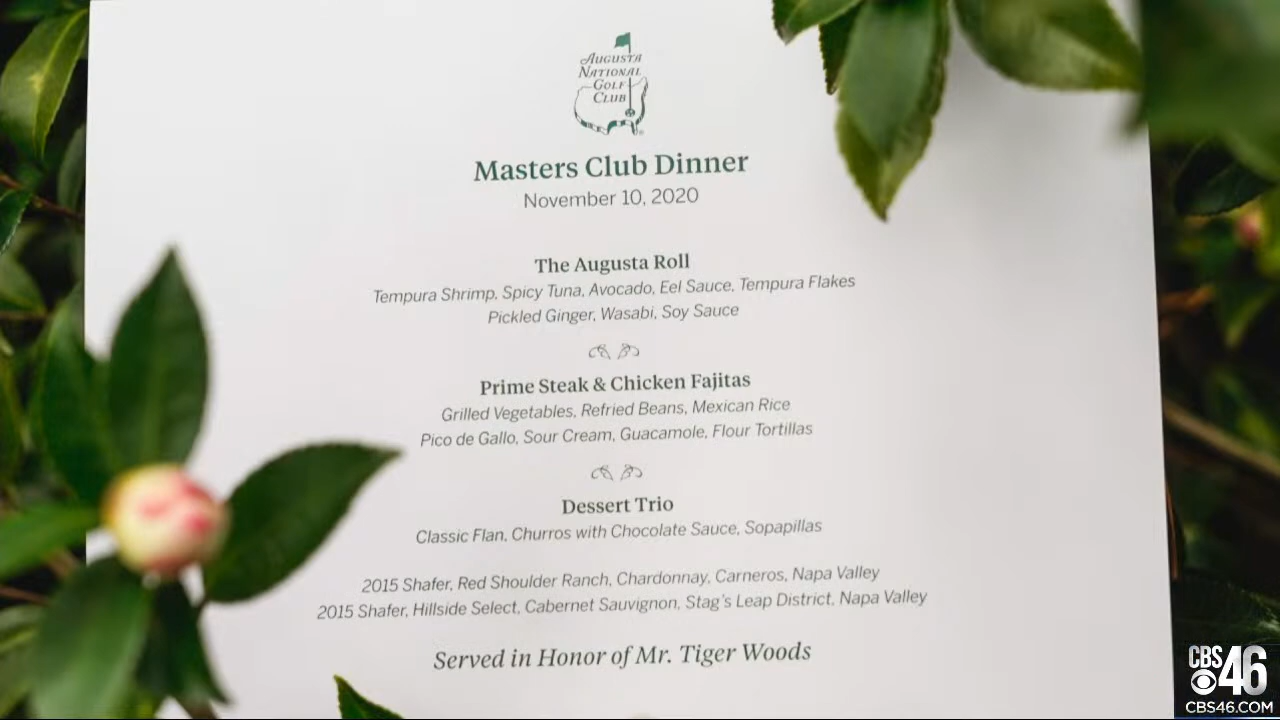 AUGUSTA
NATIONAL
GOLF
CLUB
Masters Club Dinner
November 10, 2020
The Augusta Roll
Tempura Shrimp, Spicy Tuna, Avocado, Eel Sauce, Tempura Flakes
Pickled Ginger, Wasabi, Soy Sauce
Prime Steak & Chicken Fajitas
Grilled Vegetables, Refried Beans, Mexican Rice
Pico de Gallo, Sour Cream, Guacamole, Flour Tortillas
Dessert Trio
Classic Flan, Churros with Chocolate Sauce, Sopapillas
2015 Shafer, Red Shoulder Ranch, Chardonnay, Carneros, Napa Valley
2015 Shafer, Hillside Select, Cabernet Sauvignon, Stag's Leap District, Napa Valley
Served in Honor of Mr. Tiger Woods
CBS 46
CBS46.COM